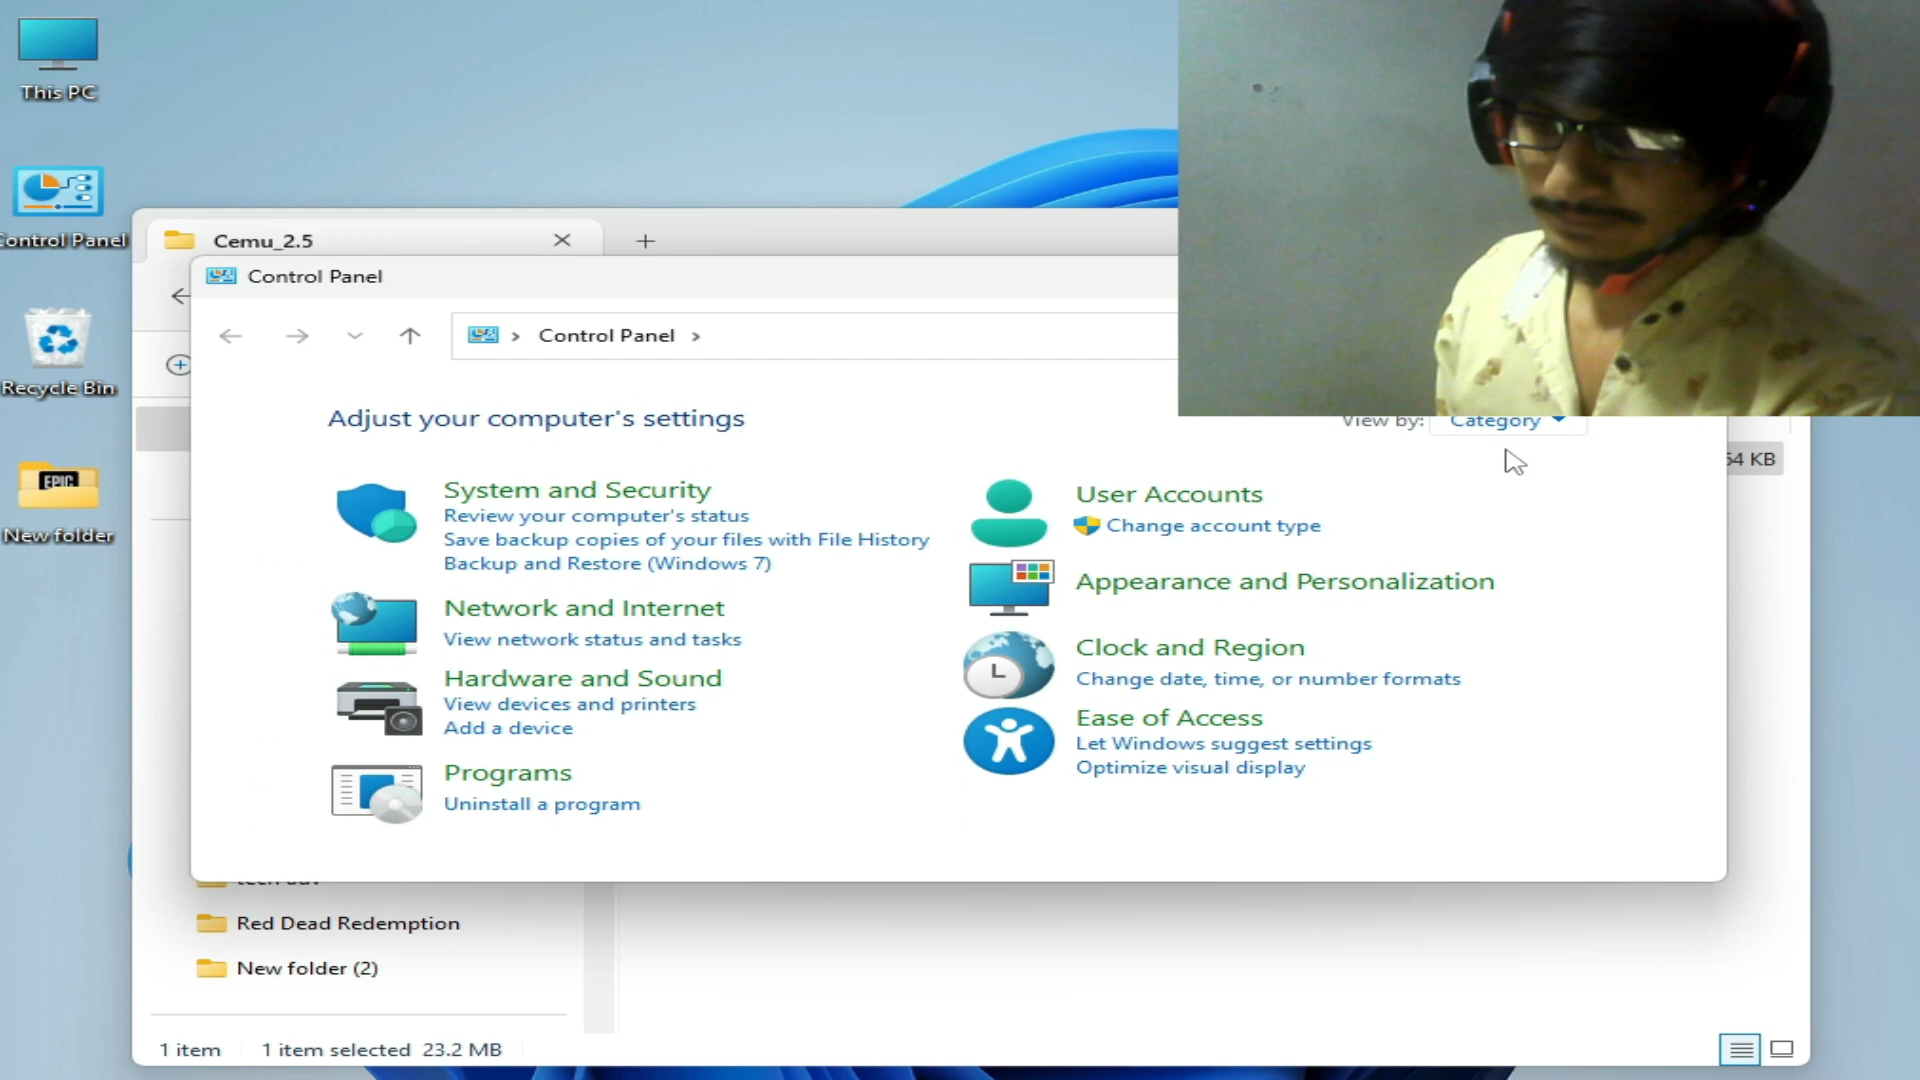 This PC
Control Panel
Recycle Bin
EPIC
New folder
Cemu_2.5
Control Panel
Control Panel
Adjust your computer's settings
View by: Category
System and Security
Review your computer's status
Save backup copies of your files with File History
Backup and Restore (Windows 7)
Network and Internet
View network status and tasks
Hardware and Sound
View devices and printers
Add a device
Programs
Uninstall a program
User Accounts
Change account type
Appearance and Personalization
Clock and Region
Change date, time, or number formats
Ease of Access
Let Windows suggest settings
Optimize visual display
54 KB
Red Dead Redemption
New folder (2)
1 item
1 item selected 23.2 MB